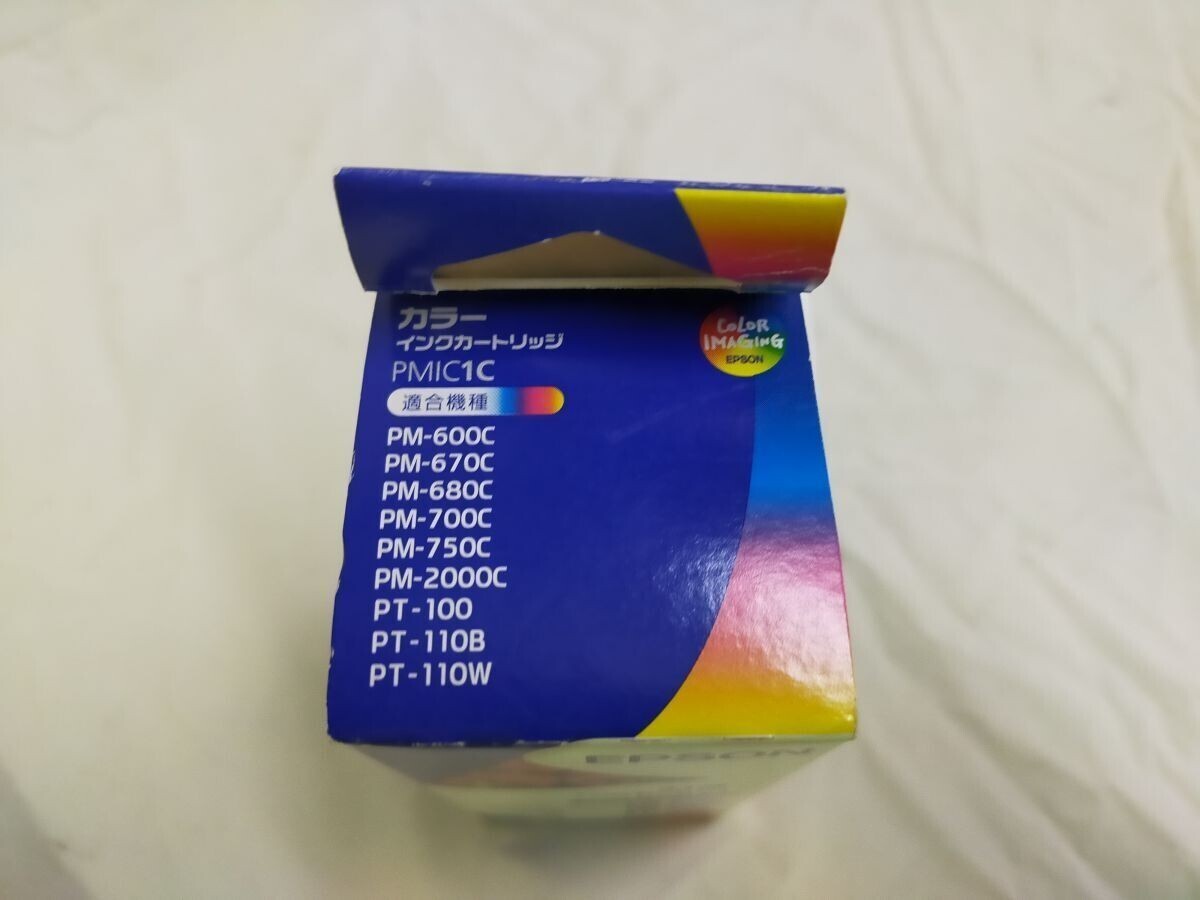 カラー
インクカートリッジ
PMIC1C
適合機種
PM-600C
PM-670C
PM-680C
PM-700C
PM-750C
PM-2000C
PT-100
PT-110B
PT-110W
COLOR
IMAGING
EPSON
EPSON